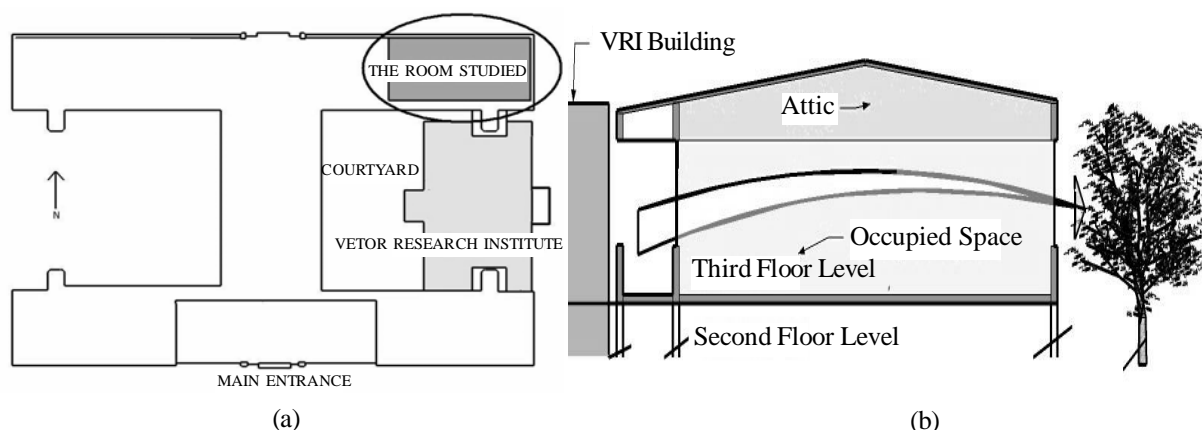 THE ROOM STUDIED
COURTYARD
N
VETOR RESEARCH INSTITUTE
MAIN ENTRANCE
(a)
VRI Building
Attic
Occupied Space
Third Floor Level
Second Floor Level
(b)